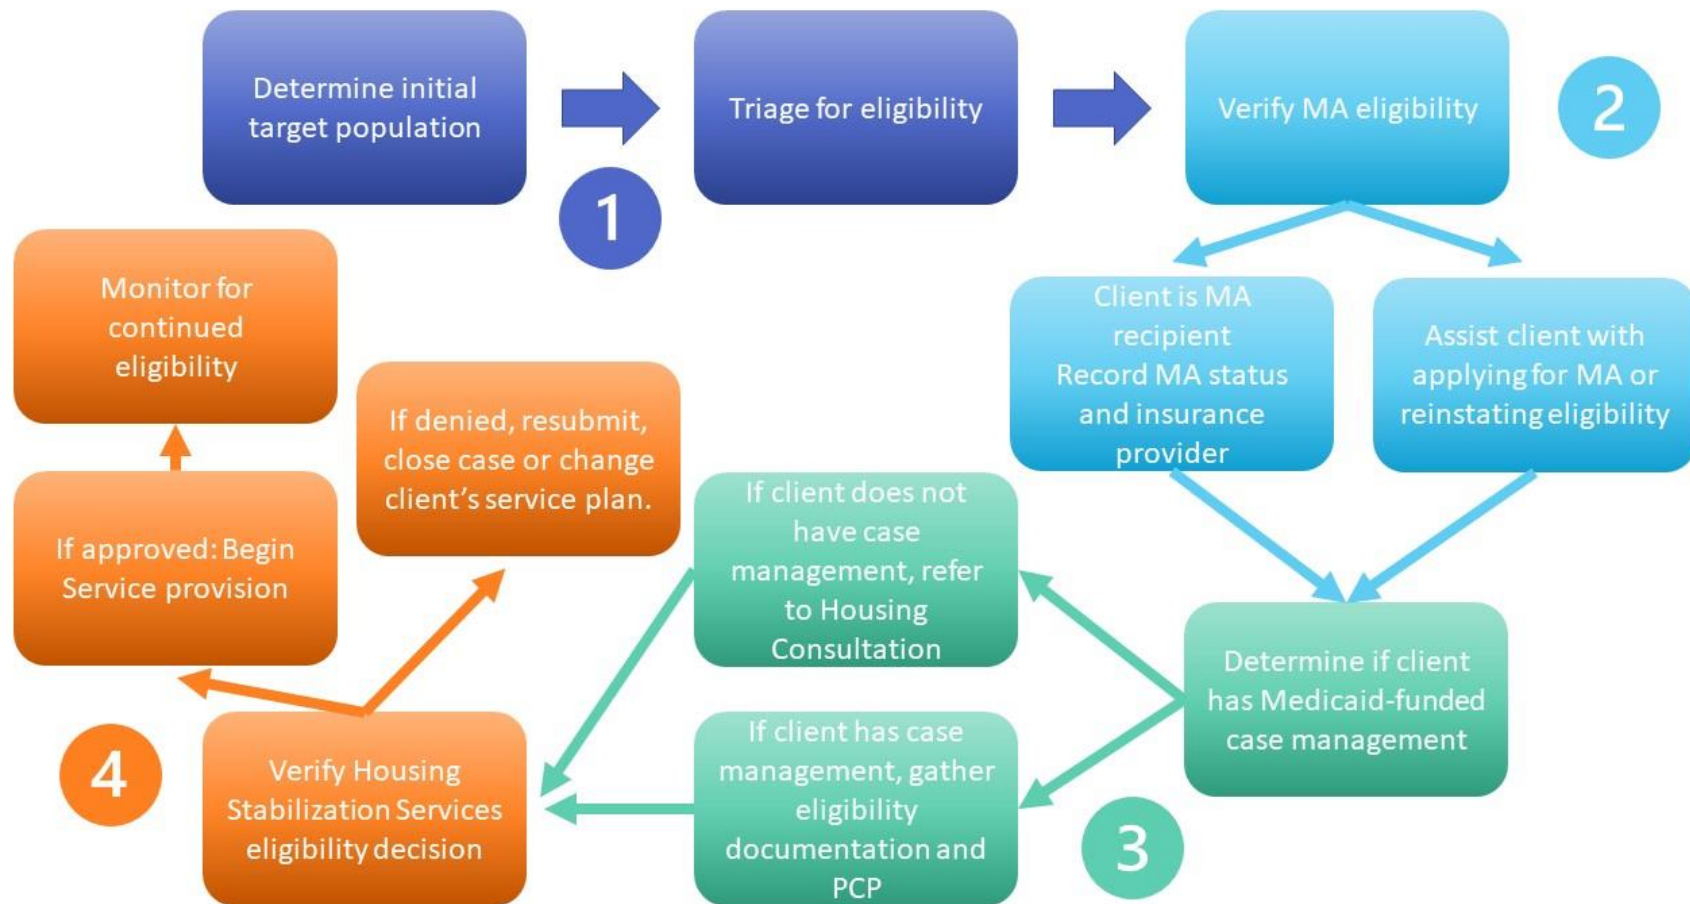 Determine initial
target population
1
Triage for eligibility
Verify MA eligibility
2
Client is MA
recipient
Record MA status
and insurance
provider
Assist client with
applying for MA or
reinstating eligibility
Determine if client
has Medicaid-funded
case management
3
If client does not
have case
management, refer
to Housing
Consultation
If client has case
management, gather
eligibility
documentation and
PCP
Verify Housing
Stabilization Services
eligibility decision
4
If denied, resubmit,
close case or change
client’s service plan.
If approved: Begin
Service provision
Monitor for
continued
eligibility